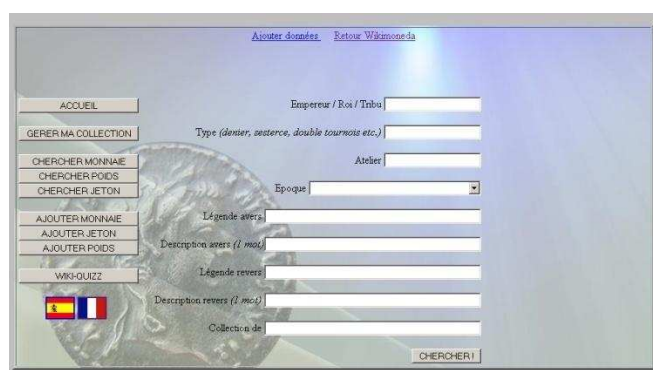 Ajouter données Retour Wikimoneda
ACCUEIL
GERER MA COLLECTION
CHERCHER MONNAIE
CHERCHER POIDS
CHERCHER JETON
AJOUTER MONNAIE
AJOUTER JETON
AJOUTER POIDS
WIKI-QUIZZ
Empereur / Roi / Tribu
Type (denier, sesterce, double tournois etc.)
Atelier
Epoque
Légende avers
Description avers (1 mot)
Légende revers
Description revers (1 mot)
Collection de
CHERCHER !